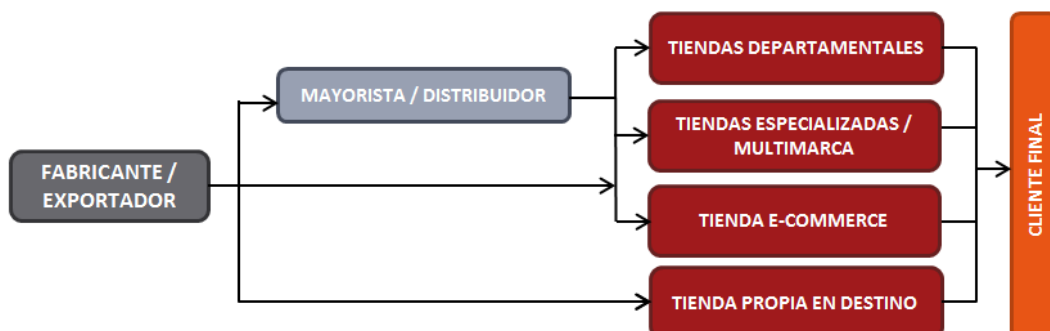 FABRICANTE /
EXPORTADOR
MAYORISTA / DISTRIBUIDOR
TIENDAS DEPARTAMENTALES
TIENDAS ESPECIALIZADAS /
MULTIMARCA
TIENDA E-COMMERCE
TIENDA PROPIA EN DESTINO
CLIENTE FINAL